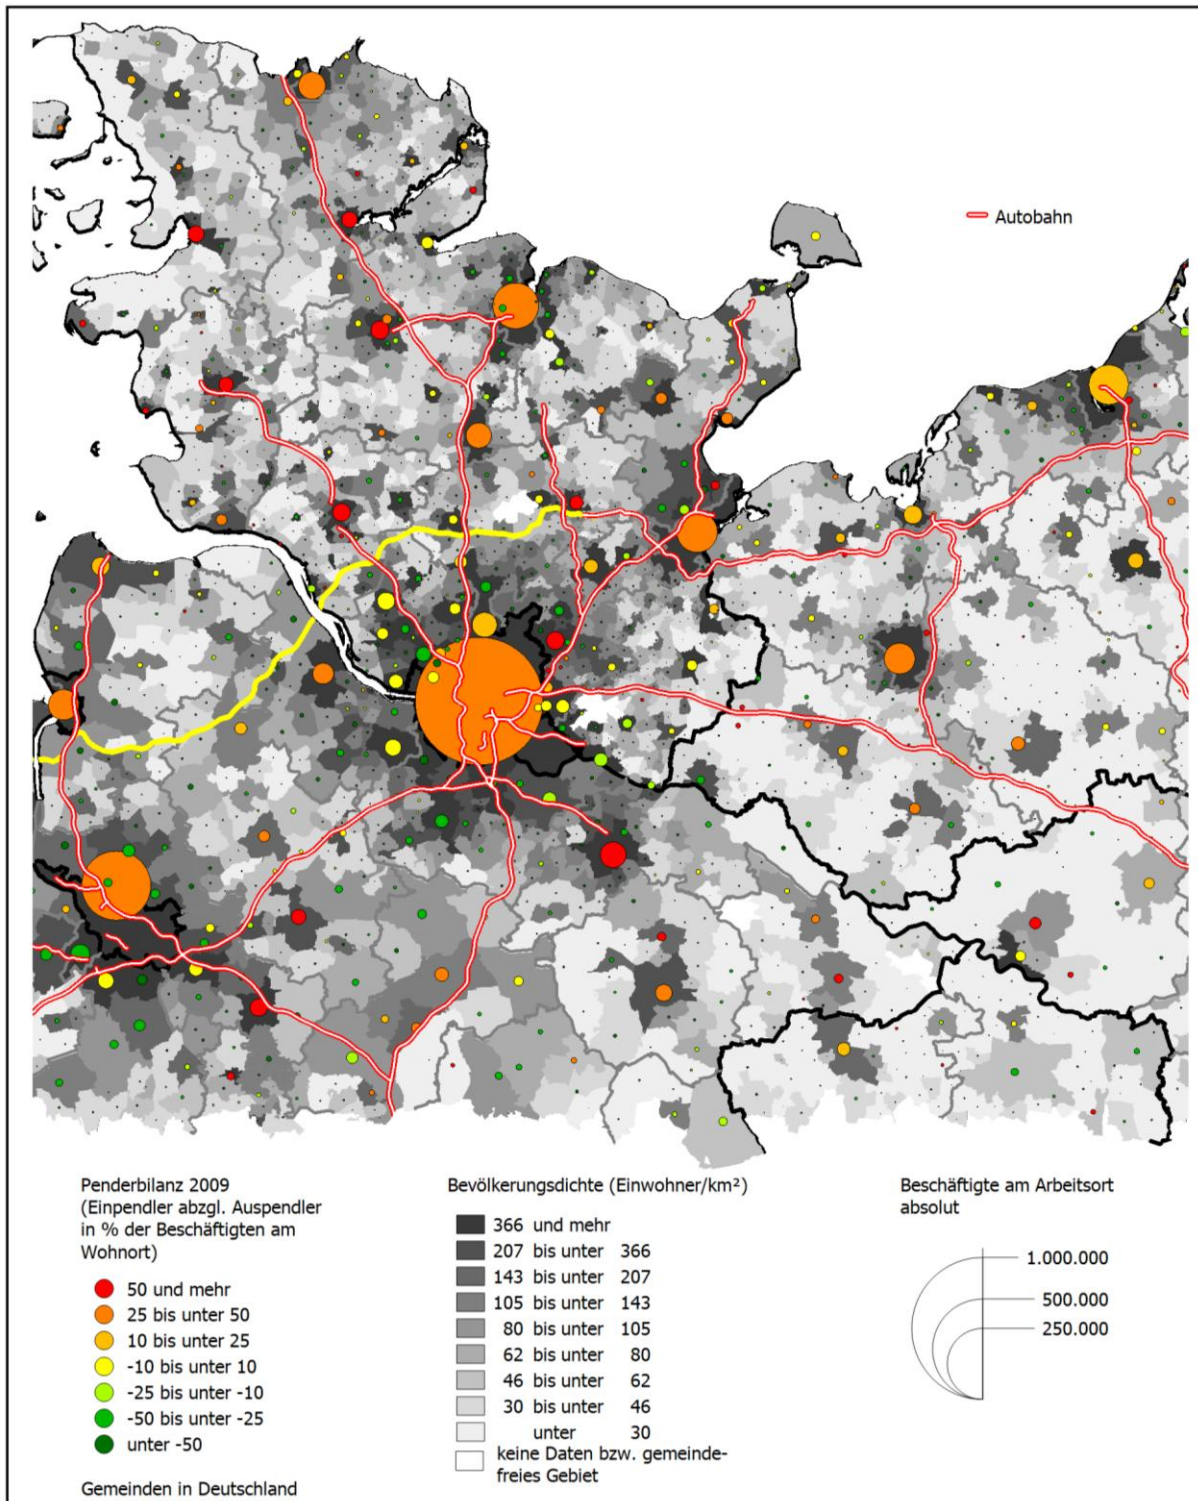 Autobahn
Penderbilanz 2009
(Einpendler abzgl. Auspendler
in % der Beschäftigten am
Wohnort)
50 und mehr
25 bis unter 50
10 bis unter 25
-10 bis unter 10
-25 bis unter -10
-50 bis unter -25
unter -50
Gemeinden in Deutschland
Bevölkerungsdichte (Einwohner/km²)
366 und mehr
207 bis unter 366
143 bis unter 207
105 bis unter 143
80 bis unter 105
62 bis unter 80
46 bis unter 62
30 bis unter 46
unter 30
keine Daten bzw. gemeinde-
freies Gebiet
Beschäftigte am Arbeitsort
absolut
1.000.000
500.000
250.000